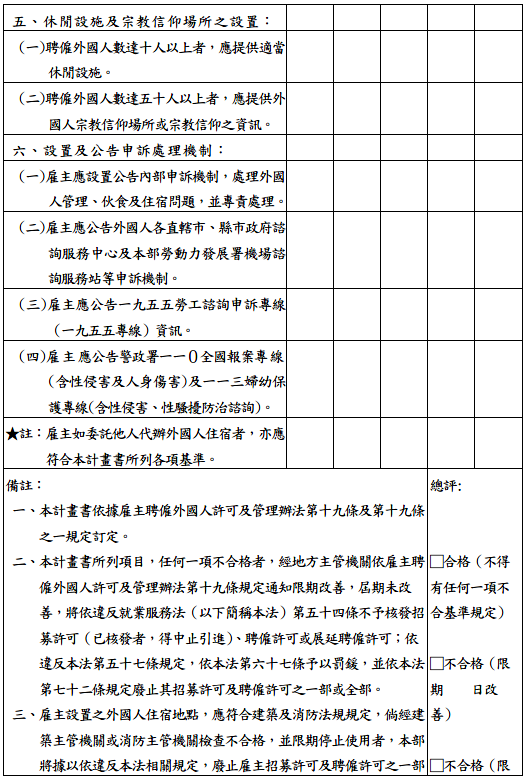 五、休閒設施及宗教信仰場所之設置：
(一)聘僱外國人數達十人以上者，應提供適當
休閒設施。
(二)聘僱外國人數達五十人以上者，應提供外
國人宗教信仰場所或宗教信仰之資訊。
六、設置及公告申訴處理機制：
(一)雇主應設置公告內部申訴機制，處理外國
人管理、伙食及住宿問題，並專責處理。
(二)雇主應公告外國人各直轄市、縣市政府諮
詢服務中心及本部勞動力發展署機場諮
詢服務站等申訴機制。
(三)雇主應公告一九五五勞工諮詢申訴專線
（一九五五專線）資訊。
(四)雇主應公告警政署一一０全國報案專線
(含性侵害及人身傷害)及一一三婦幼保
護專線(含性侵害、性騷擾防治諮詢)。
★註：雇主如委託他人代辦外國人住宿者，亦應
符合本計畫書所列各項基準。
備註：
一、本計畫書依據雇主聘僱外國人許可及管理辦法第十九條及第十九條
之一規定訂定。
二、本計畫書所列項目，任何一項不合格者，經地方主管機關依雇主聘
僱外國人許可及管理辦法第十九條規定通知限期改善，屆期未改
善，將依違反就業服務法（以下簡稱本法）第五十四條不予核發招
募許可（已核發者，得中止引進）、聘僱許可或展延聘僱許可；依
違反本法第五十七條規定，依本法第六十七條予以罰鍰，並依本法
第七十二條規定廢止其招募許可及聘僱許可之一部或全部。
三、雇主設置之外國人住宿地點，應符合建築及消防法規規定，倘經建
築主管機關或消防主管機關檢查不合格，並限期停止使用者，本部
將據以依違反本法相關規定，廢止雇主招募許可及聘僱許可之一部
總評:
□合格（不得
有任何一項不
合基準規定）
□不合格（限
期　　日改
善）
□不合格（限